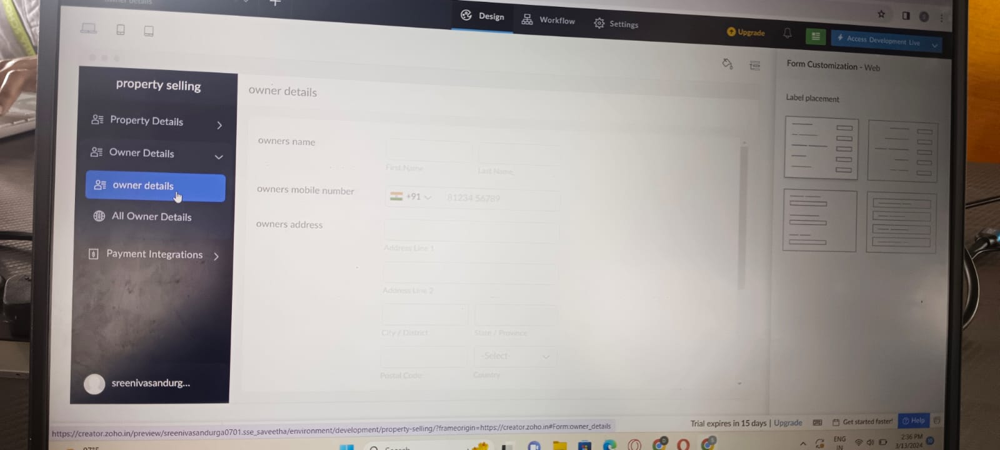 owner details
Design
Workflow
Settings
Upgrade
Access Development Live
Form Customization - Web
Label placement
property selling
Property Details
Owner Details
owner details
All Owner Details
Payment Integrations
sreenivasandurg...
owner details
owners name
First Name
Last Name
owners mobile number
+91
81234 56789
owners address
Address Line 1
Address Line 2
City / District
State / Province
-Select-
Postal Code
Country
https://creator.zoho.in/preview/sreenivasandurga0701.sse_saveetha/environment/development/property-selling/?frameorigin=https://creator.zoho.in#Form:owner_details
Trial expires in 15 days | Upgrade
Get started faster!
Help
97°F
Search
ENG
IN
2:36 PM
3/13/2024